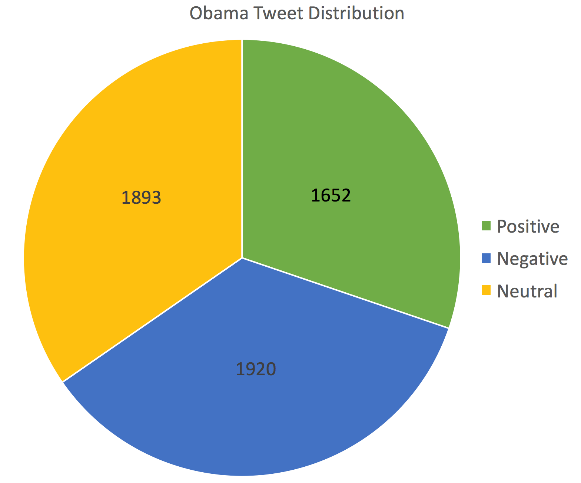 Obama Tweet Distribution
1893
1652
1920
Positive
Negative
Neutral